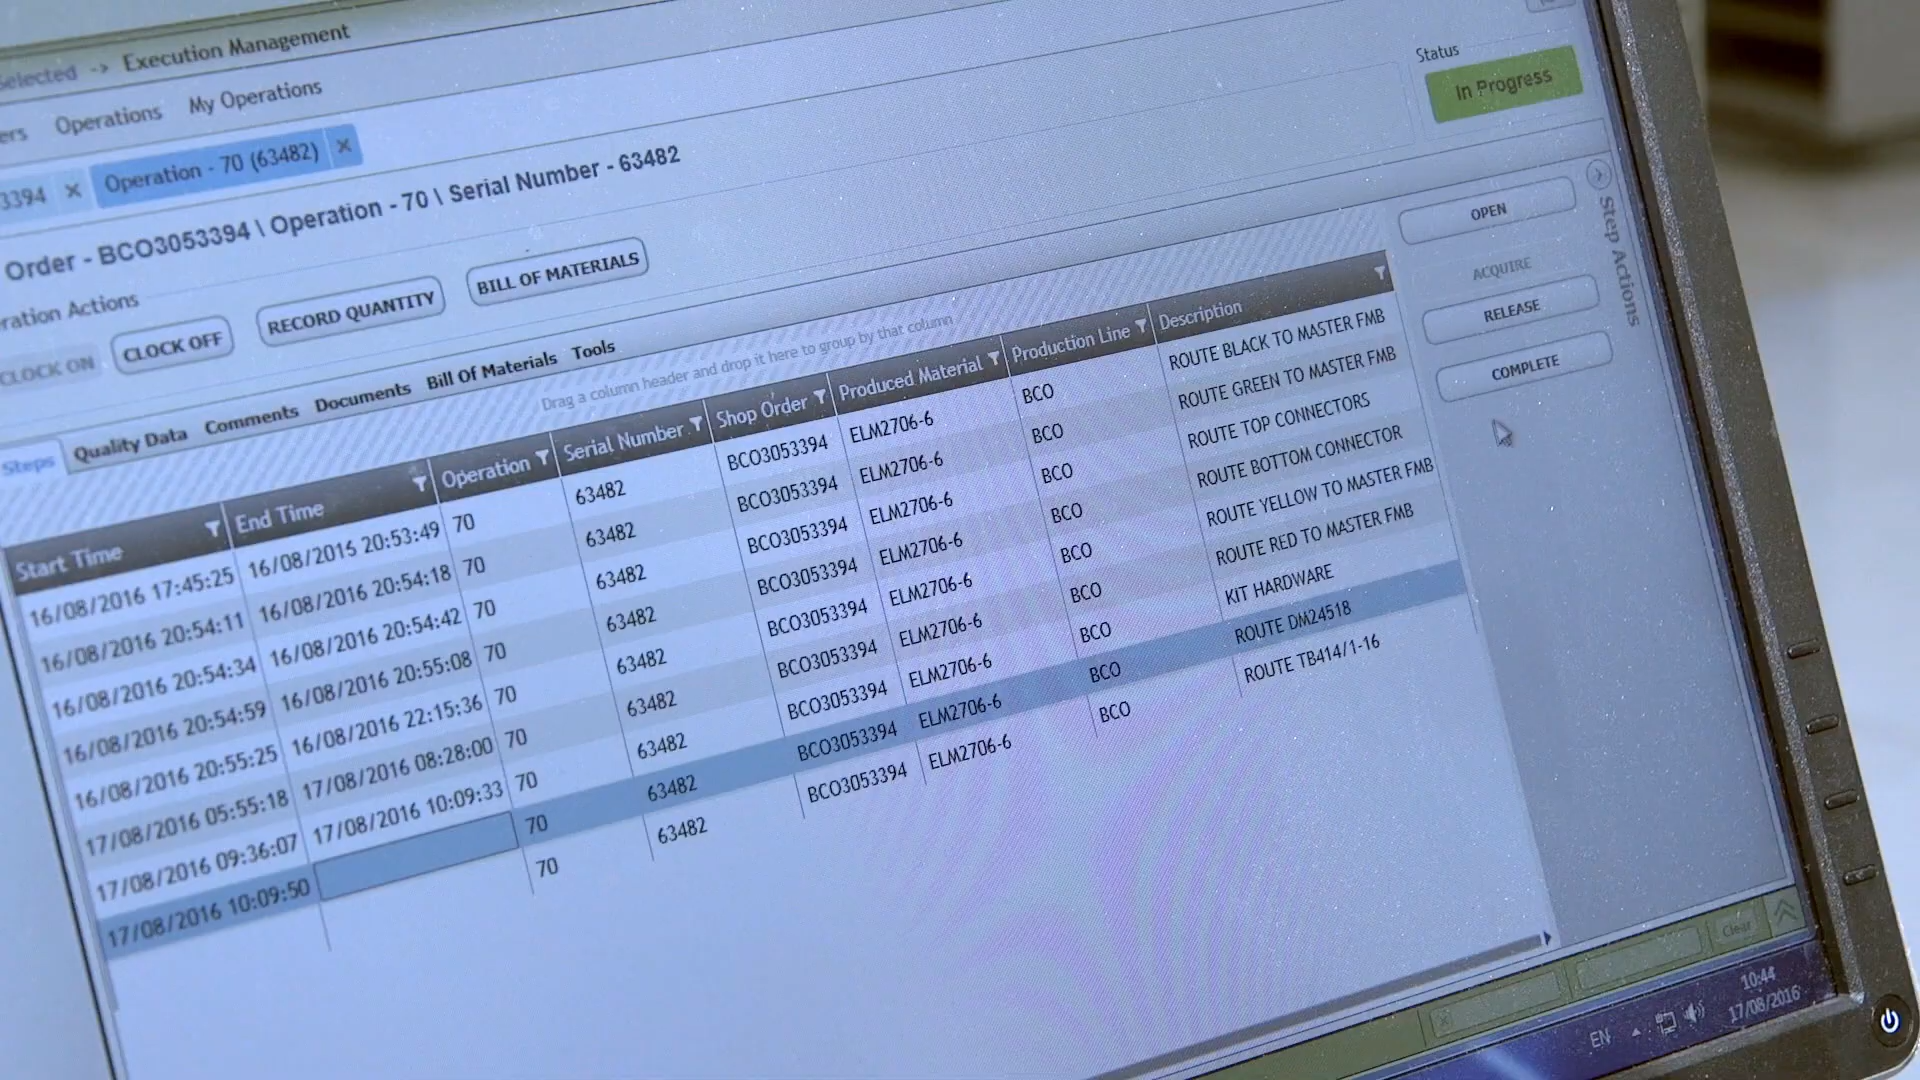 Selected -> Execution Management
ers Operations My Operations
3394 × Operation - 70 (63482) ×
Order - BCO3053394 \ Operation - 70 \ Serial Number - 63482
Status
In Progress
eration Actions
CLOCK ON CLOCK OFF RECORD QUANTITY BILL OF MATERIALS
Steps Quality Data Comments Documents Bill Of Materials Tools
Drag a column header and drop it here to group by that column
Start Time End Time Operation Serial Number Shop Order Produced Material Production Line Description
16/08/2016 17:45:25 16/08/2016 20:53:49 70 63482 BCO3053394 ELM2706-6 BCO ROUTE BLACK TO MASTER FMB
16/08/2016 20:54:11 16/08/2016 20:54:18 70 63482 BCO3053394 ELM2706-6 BCO ROUTE GREEN TO MASTER FMB
16/08/2016 20:54:34 16/08/2016 20:54:42 70 63482 BCO3053394 ELM2706-6 BCO ROUTE TOP CONNECTORS
16/08/2016 20:54:59 16/08/2016 20:55:08 70 63482 BCO3053394 ELM2706-6 BCO ROUTE BOTTOM CONNECTOR
16/08/2016 20:55:25 16/08/2016 22:15:36 70 63482 BCO3053394 ELM2706-6 BCO ROUTE YELLOW TO MASTER FMB
17/08/2016 05:55:18 17/08/2016 08:28:00 70 63482 BCO3053394 ELM2706-6 BCO ROUTE RED TO MASTER FMB
17/08/2016 09:36:07 17/08/2016 10:09:33 70 63482 BCO3053394 ELM2706-6 BCO KIT HARDWARE
17/08/2016 10:09:50 70 63482 BCO3053394 ELM2706-6 BCO ROUTE DM24518
70 63482 BCO3053394 ELM2706-6 BCO ROUTE TB414/1-16
Step Actions
OPEN
ACQUIRE
RELEASE
COMPLETE
Clear
EN 10:44
17/08/2016